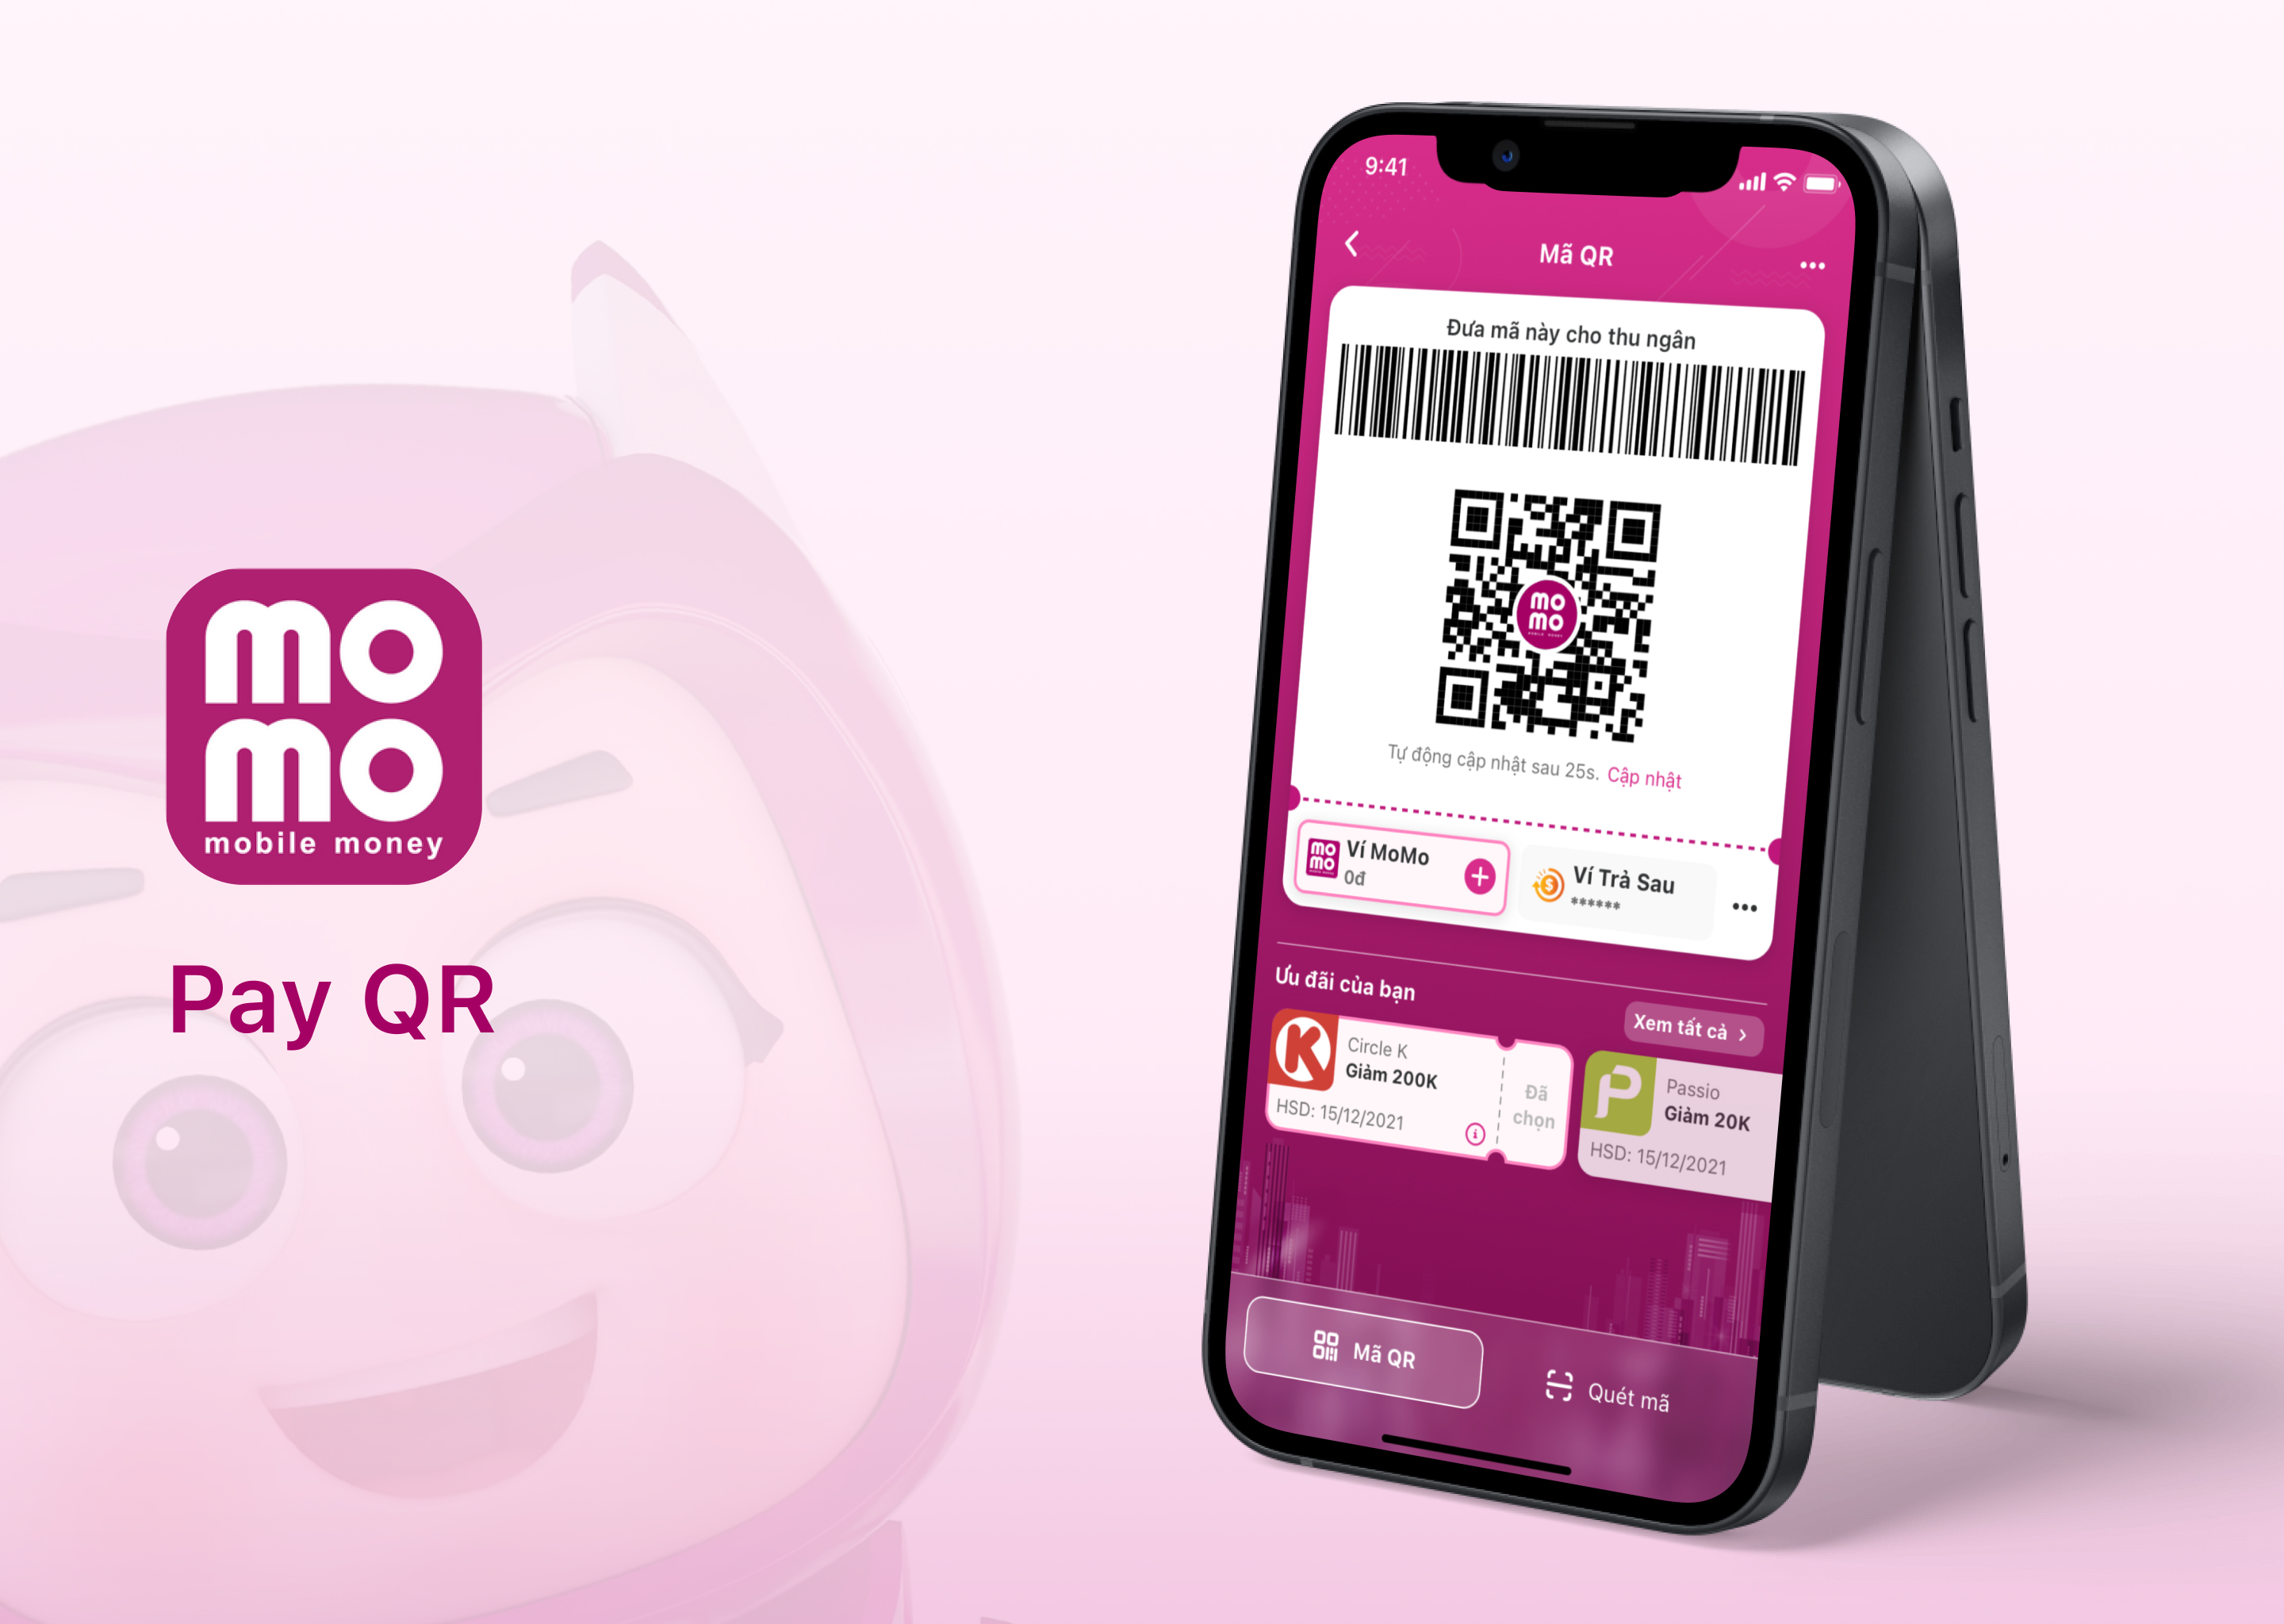 mo
mo
mobile money
Pay QR
9:41
Mã QR
Đưa mã này cho thu ngân
mo
mo
MOBILE MONEY
Tự động cập nhật sau 25s. Cập nhật
mo
mo
Ví MoMo
0đ
Ví Trả Sau
******
Ưu đãi của bạn
Xem tất cả
Circle K
Giảm 200K
HSD: 15/12/2021
Đã
chọn
Passio
Giảm 20K
HSD: 15/12/2021
Mã QR
Quét mã